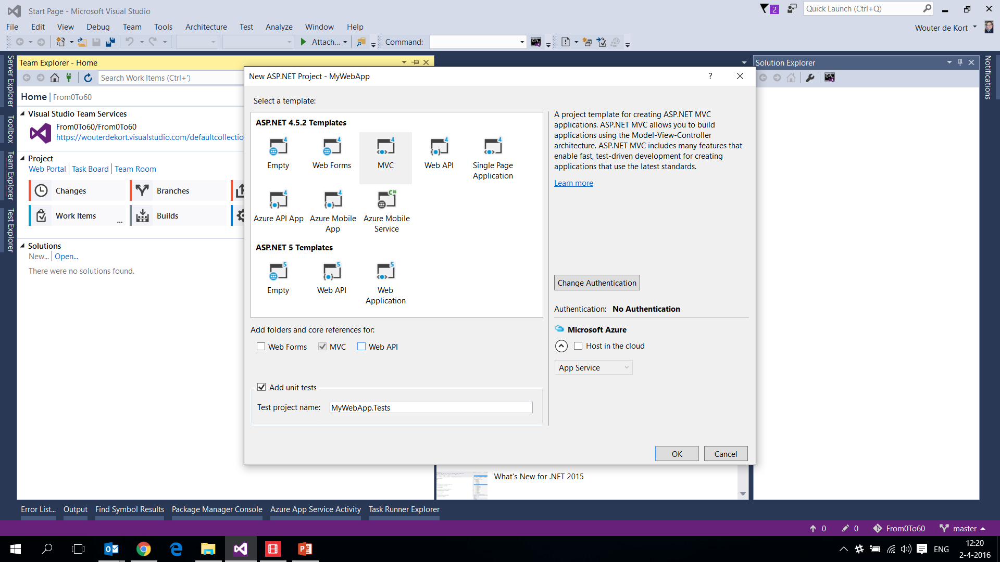 Start Page - Microsoft Visual Studio
2
Quick Launch (Ctrl+Q)
File Edit View Debug Team Tools Architecture Test Analyze Window Help
Wouter de Kort
Attach...
Command:
Server Explorer
Toolbox
Team Explorer
Test Explorer
Team Explorer - Home
Search Work Items (Ctrl+')
Home | From0To60
Visual Studio Team Services
From0To60/From0To60
https://wouterdekort.visualstudio.com/defaultcollectio
Project
Web Portal | Task Board | Team Room
Changes
Branches
Work Items
...
Builds
Solutions
New... | Open...
There were no solutions found.
New ASP.NET Project - MyWebApp
?
Select a template:
ASP.NET 4.5.2 Templates
4 4 4 4 4
Empty
Web Forms
MVC
Web API
Single Page
Application
4 4 C#
Azure API App
Azure Mobile
App
Azure Mobile
Service
ASP.NET 5 Templates
5 5 5
Empty
Web API
Web
Application
Add folders and core references for:
Web Forms MVC Web API
Add unit tests
Test project name: MyWebApp.Tests
A project template for creating ASP.NET MVC
applications. ASP.NET MVC allows you to build
applications using the Model-View-Controller
architecture. ASP.NET MVC includes many features that
enable fast, test-driven development for creating
applications that use the latest standards.
Learn more
Change Authentication
Authentication: No Authentication
Microsoft Azure
Host in the cloud
App Service
OK Cancel
What's New for .NET 2015
Solution Explorer
Notifications
Error List... Output Find Symbol Results Package Manager Console Azure App Service Activity Task Runner Explorer
0 0 From0To60 master
ENG
12:20
2-4-2016